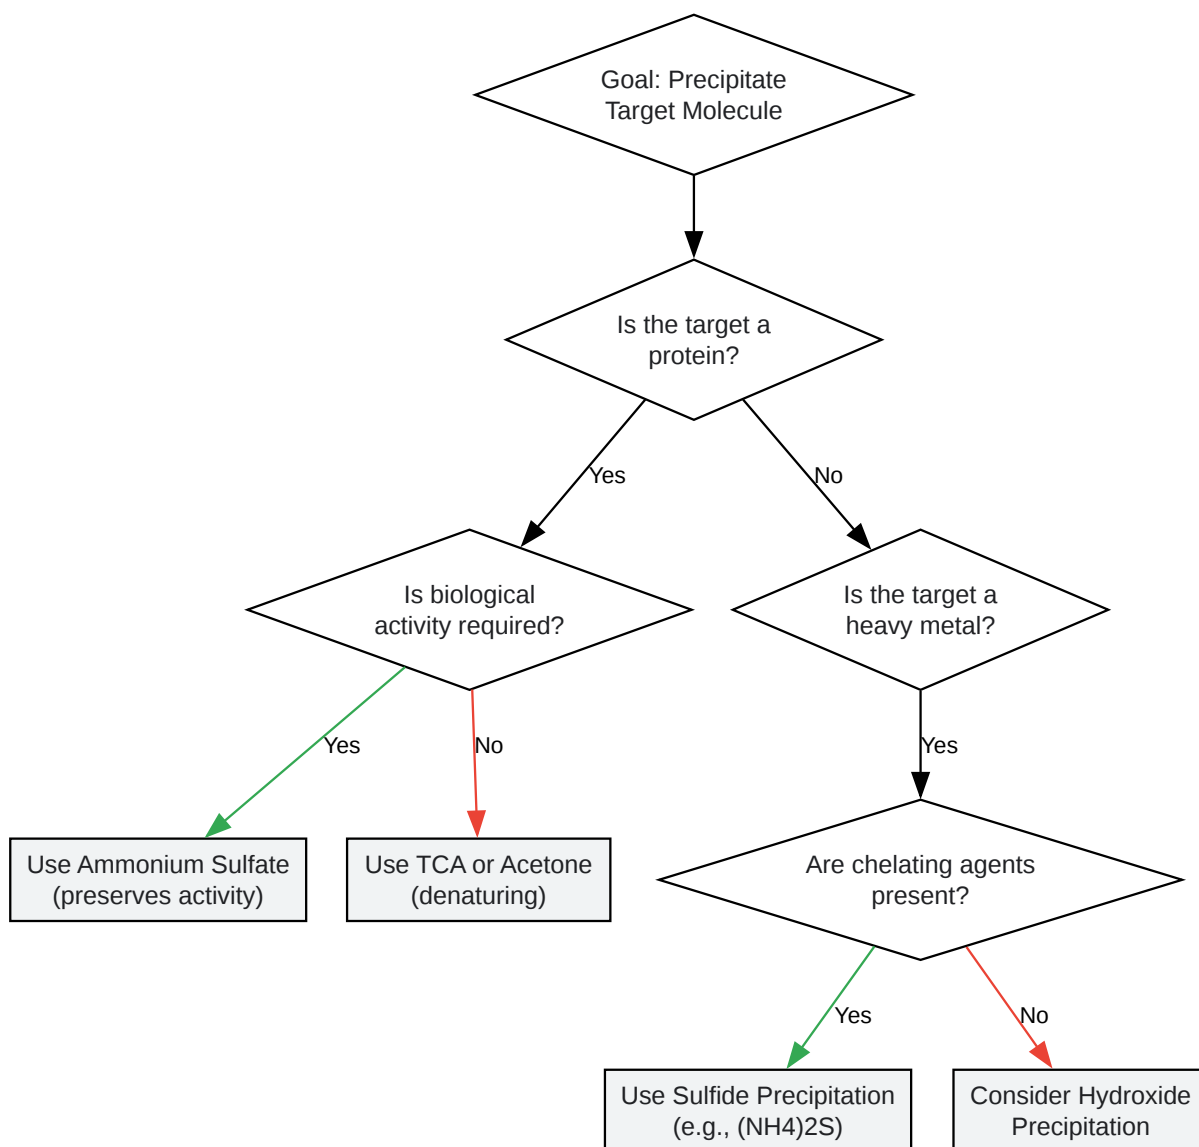 Goal: Precipitate
Target Molecule
Is the target a
protein?
Yes
No
Is biological
activity required?
Is the target a
heavy metal?
Yes
No
Yes
Use Ammonium Sulfate
(preserves activity)
Use TCA or Acetone
(denaturing)
Are chelating agents
present?
Yes
No
Use Sulfide Precipitation
(e.g., (NH4)2S)
Consider Hydroxide
Precipitation